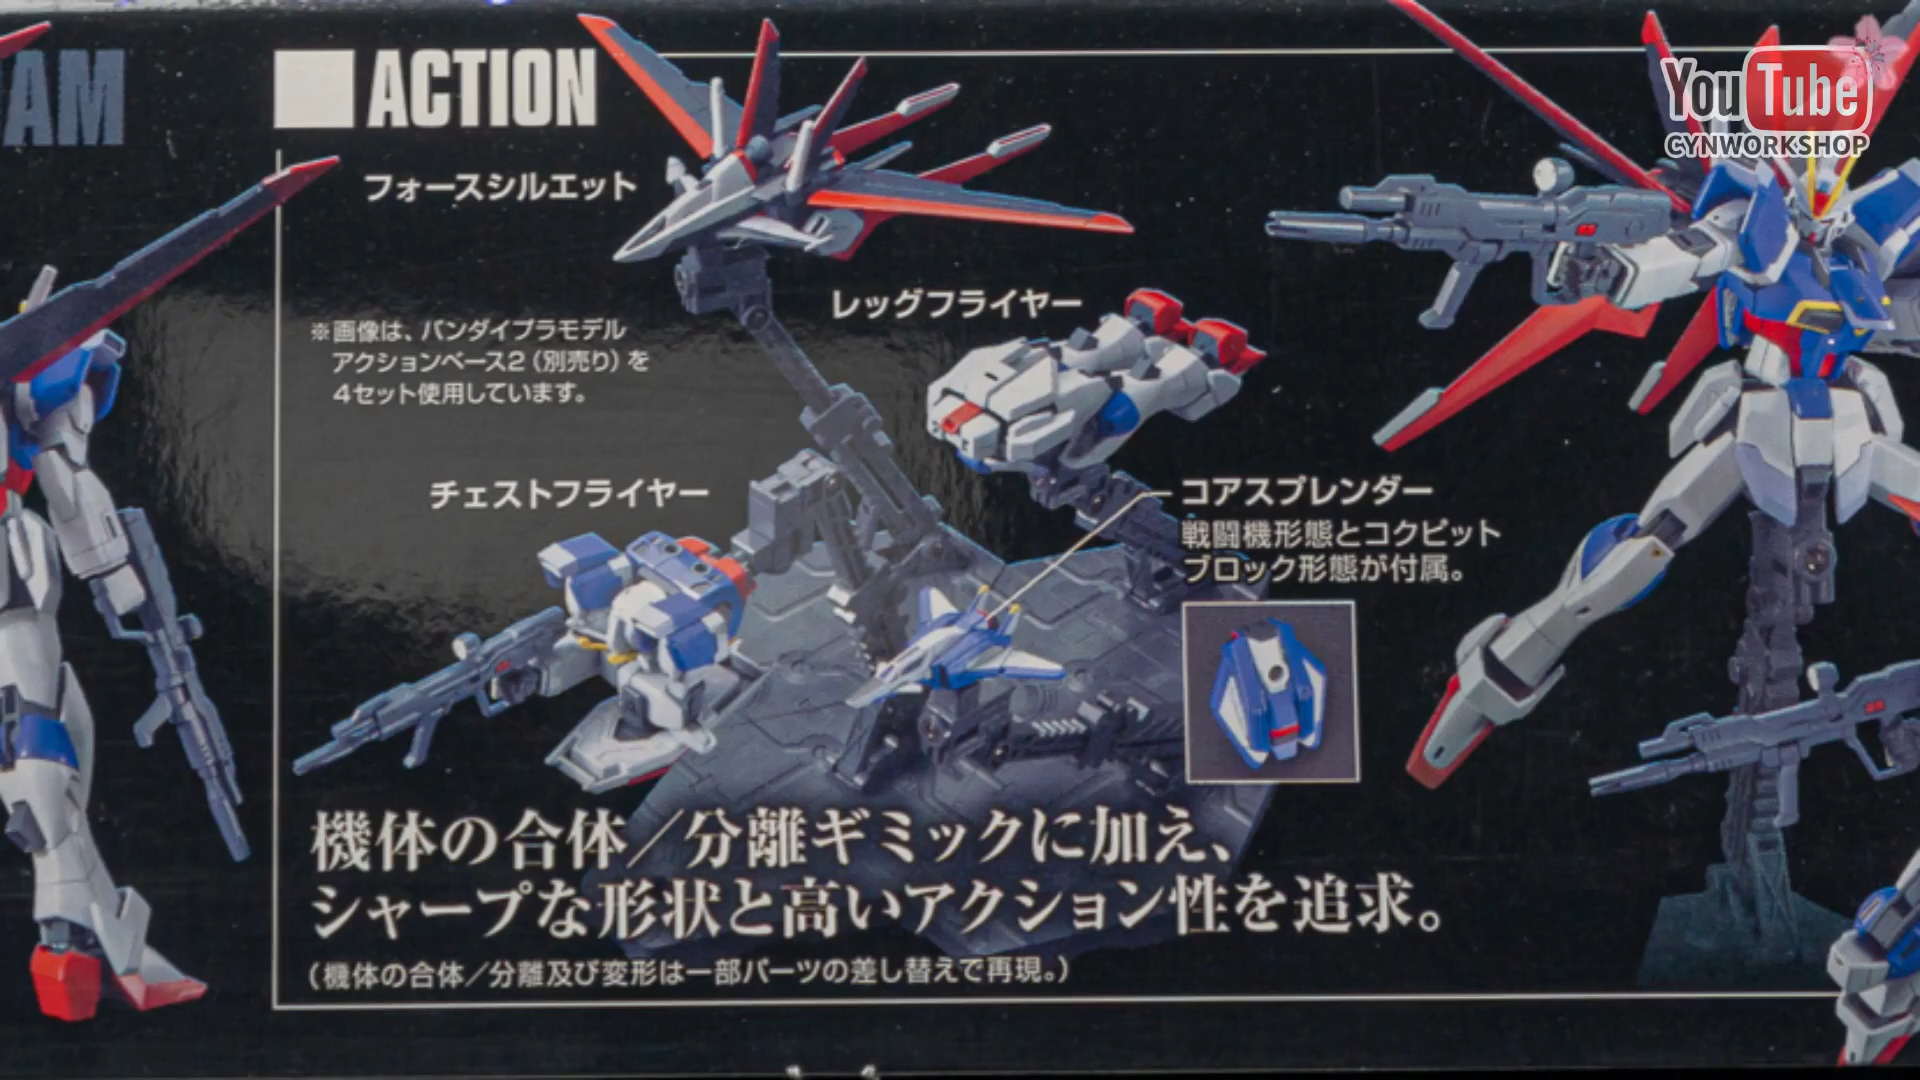 AM
ACTION
フォースシルエット
レッグフライヤー
※画像は、バンダイプラモデル
アクションベース2（別売り）を
4セット使用しています。
チェストフライヤー
コアスプレンダー
戦闘機形態とコクピット
ブロック形態が付属。
機体の合体／分離ギミックに加え、
シャープな形状と高いアクション性を追求。
（機体の合体／分離及び変形は一部パーツの差し替えで再現。）
YouTube
CYNWORKSHOP